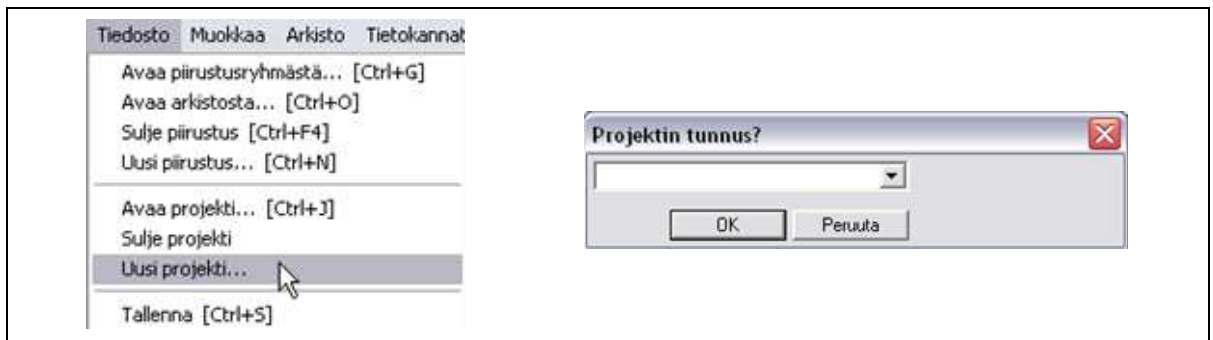 Tiedosto Muokkaa Arkisto Tietokannat
Avaa piirustusryhmästä... [Ctrl+G]
Avaa arkistosta... [Ctrl+O]
Sulje piirustus [Ctrl+F4]
Uusi piirustus... [Ctrl+N]
Avaa projekti... [Ctrl+J]
Sulje projekti
Uusi projekti...
Tallenna [Ctrl+S]
Projektin tunnus?
OK Peruuta